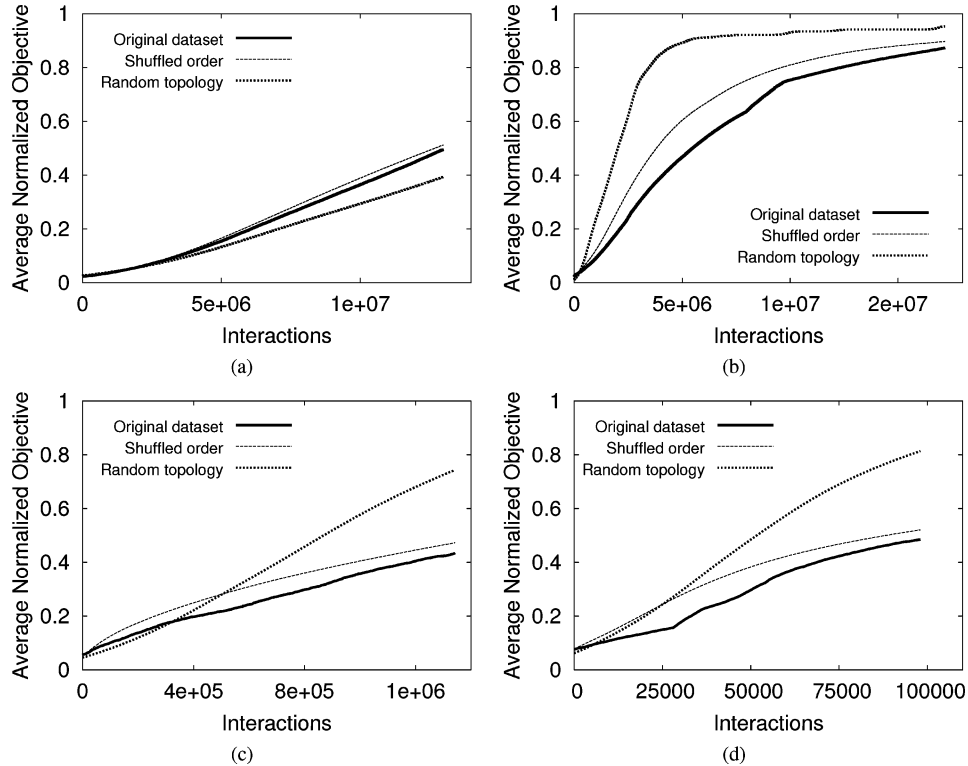 Average Normalized Objective
1
0.8
0.6
0.4
0.2
0
Original dataset
Shuffled order
Random topology
0
5e+06
1e+07
Interactions
(a)
Average Normalized Objective
1
0.8
0.6
0.4
0.2
0
Original dataset
Shuffled order
Random topology
0
5e+06
1e+07
2e+07
Interactions
(b)
Average Normalized Objective
1
0.8
0.6
0.4
0.2
0
Original dataset
Shuffled order
Random topology
0
4e+05
8e+05
1e+06
Interactions
(c)
Average Normalized Objective
1
0.8
0.6
0.4
0.2
0
Original dataset
Shuffled order
Random topology
0
25000
50000
75000
100000
Interactions
(d)